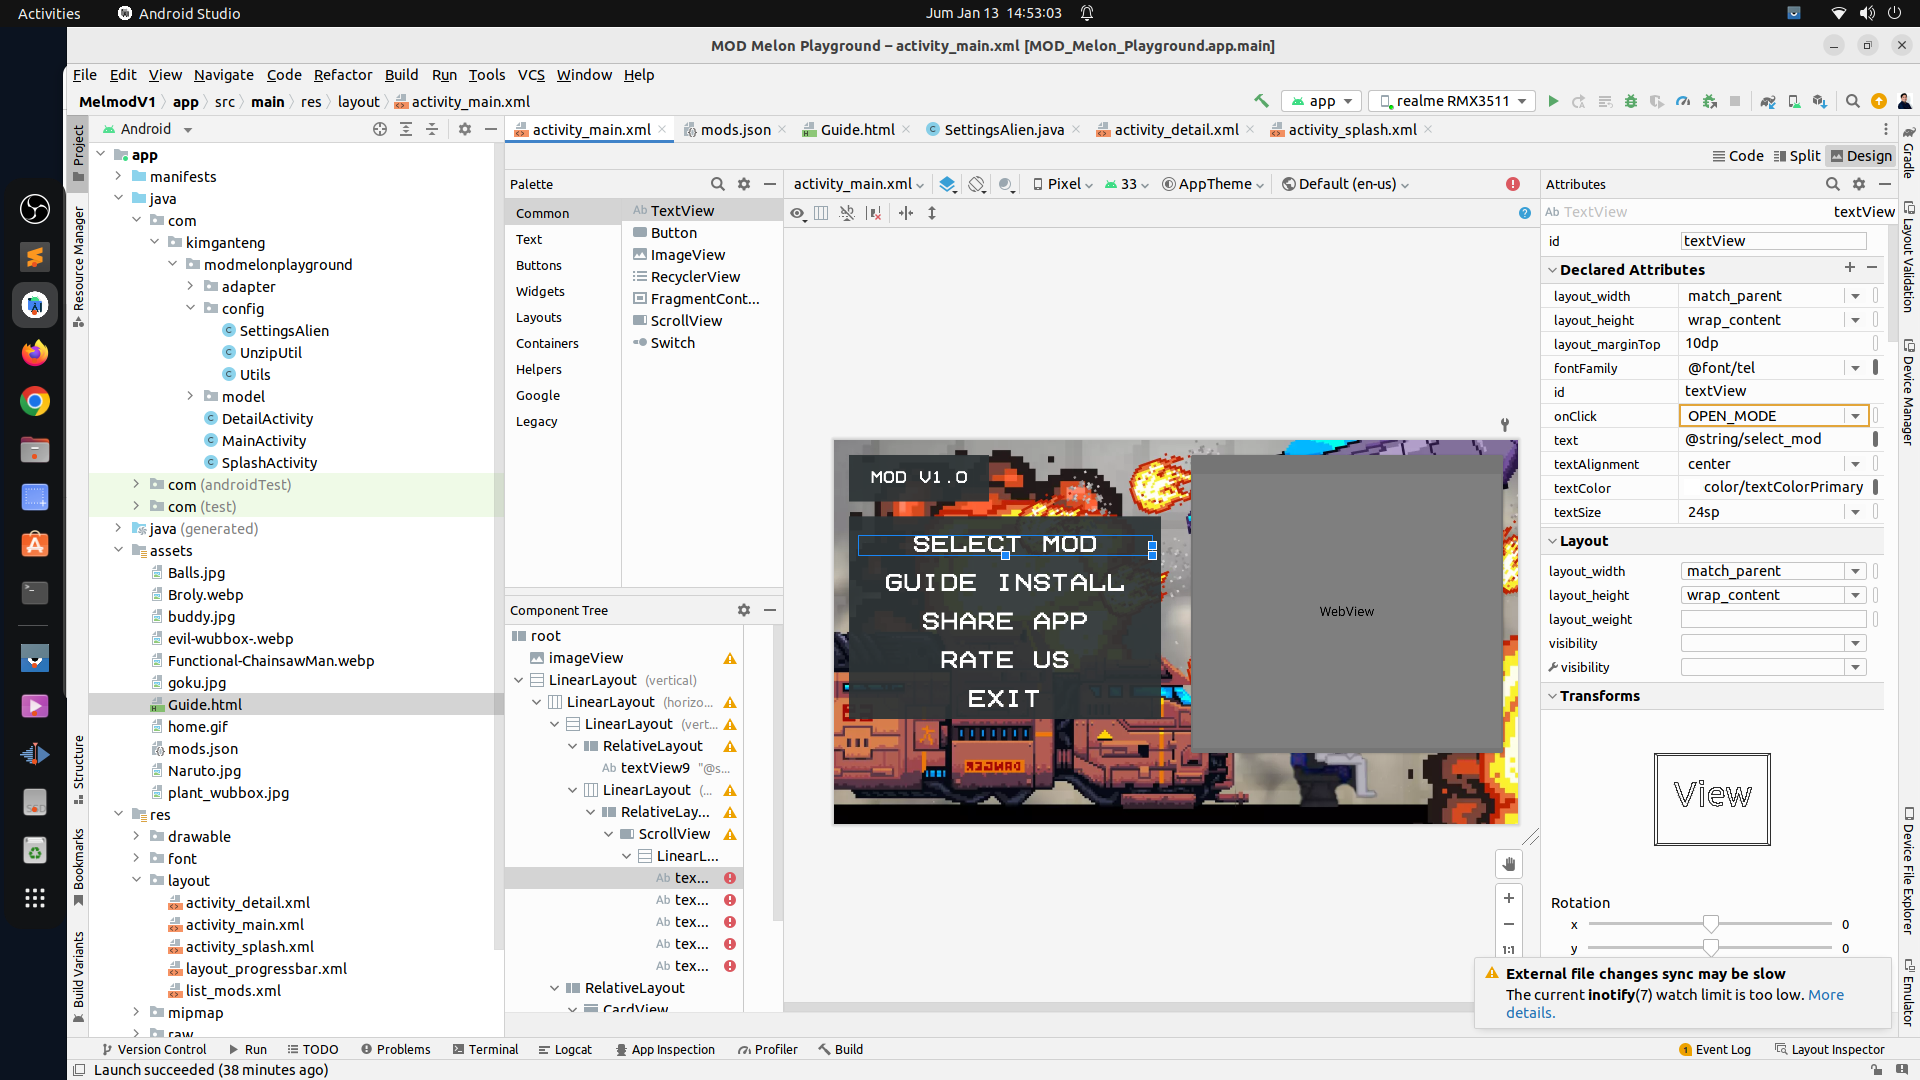 Activities
Android Studio
Jum Jan 13 14:53:03
MOD Melon Playground – activity_main.xml [MOD_Melon_Playground.app.main]
File Edit View Navigate Code Refactor Build Run Tools VCS Window Help
MelmodV1 app src main res layout activity_main.xml
app
realme RMX3511
Project
Resource Manager
Structure
Bookmarks
Build Variants
Android
app
manifests
java
com
kimganteng
modmelonplayground
adapter
config
SettingsAlien
UnzipUtil
Utils
model
DetailActivity
MainActivity
SplashActivity
com (androidTest)
com (test)
java (generated)
assets
Balls.jpg
Broly.webp
buddy.jpg
evil-wubbox-.webp
Functional-ChainsawMan.webp
goku.jpg
Guide.html
home.gif
mods.json
Naruto.jpg
plant_wubbox.jpg
res
drawable
font
layout
activity_detail.xml
activity_main.xml
activity_splash.xml
layout_progressbar.xml
list_mods.xml
mipmap
raw
activity_main.xml
mods.json
Guide.html
SettingsAlien.java
activity_detail.xml
activity_splash.xml
Code Split Design
Palette
Common
Text
Buttons
Widgets
Layouts
Containers
Helpers
Google
Legacy
Ab TextView
Button
ImageView
RecyclerView
FragmentCont...
ScrollView
Switch
Component Tree
root
imageView
LinearLayout (vertical)
LinearLayout (horizo...
LinearLayout (vert...
RelativeLayout
Ab textView9 "@s...
LinearLayout (...
RelativeLay...
ScrollView
LinearL...
Ab tex...
Ab tex...
Ab tex...
Ab tex...
Ab tex...
RelativeLayout
CardView
activity_main.xml
Pixel
33
AppTheme
Default (en-us)
MOD V1.0
SELECT MOD
GUIDE INSTALL
SHARE APP
RATE US
EXIT
WebView
DANGER
1:1
Attributes
Ab TextView textView
id textView
Declared Attributes
layout_width match_parent
layout_height wrap_content
layout_marginTop 10dp
fontFamily @font/tel
id textView
onClick OPEN_MODE
text @string/select_mod
textAlignment center
textColor color/textColorPrimary
textSize 24sp
Layout
layout_width match_parent
layout_height wrap_content
layout_weight
visibility
visibility
Transforms
View
Rotation
x 0
y 0
External file changes sync may be slow
The current inotify(7) watch limit is too low. More
details.
Gradle
Layout Validation
Device Manager
Device File Explorer
Emulator
Version Control Run TODO Problems Terminal Logcat App Inspection Profiler Build
1 Event Log Layout Inspector
Launch succeeded (38 minutes ago)